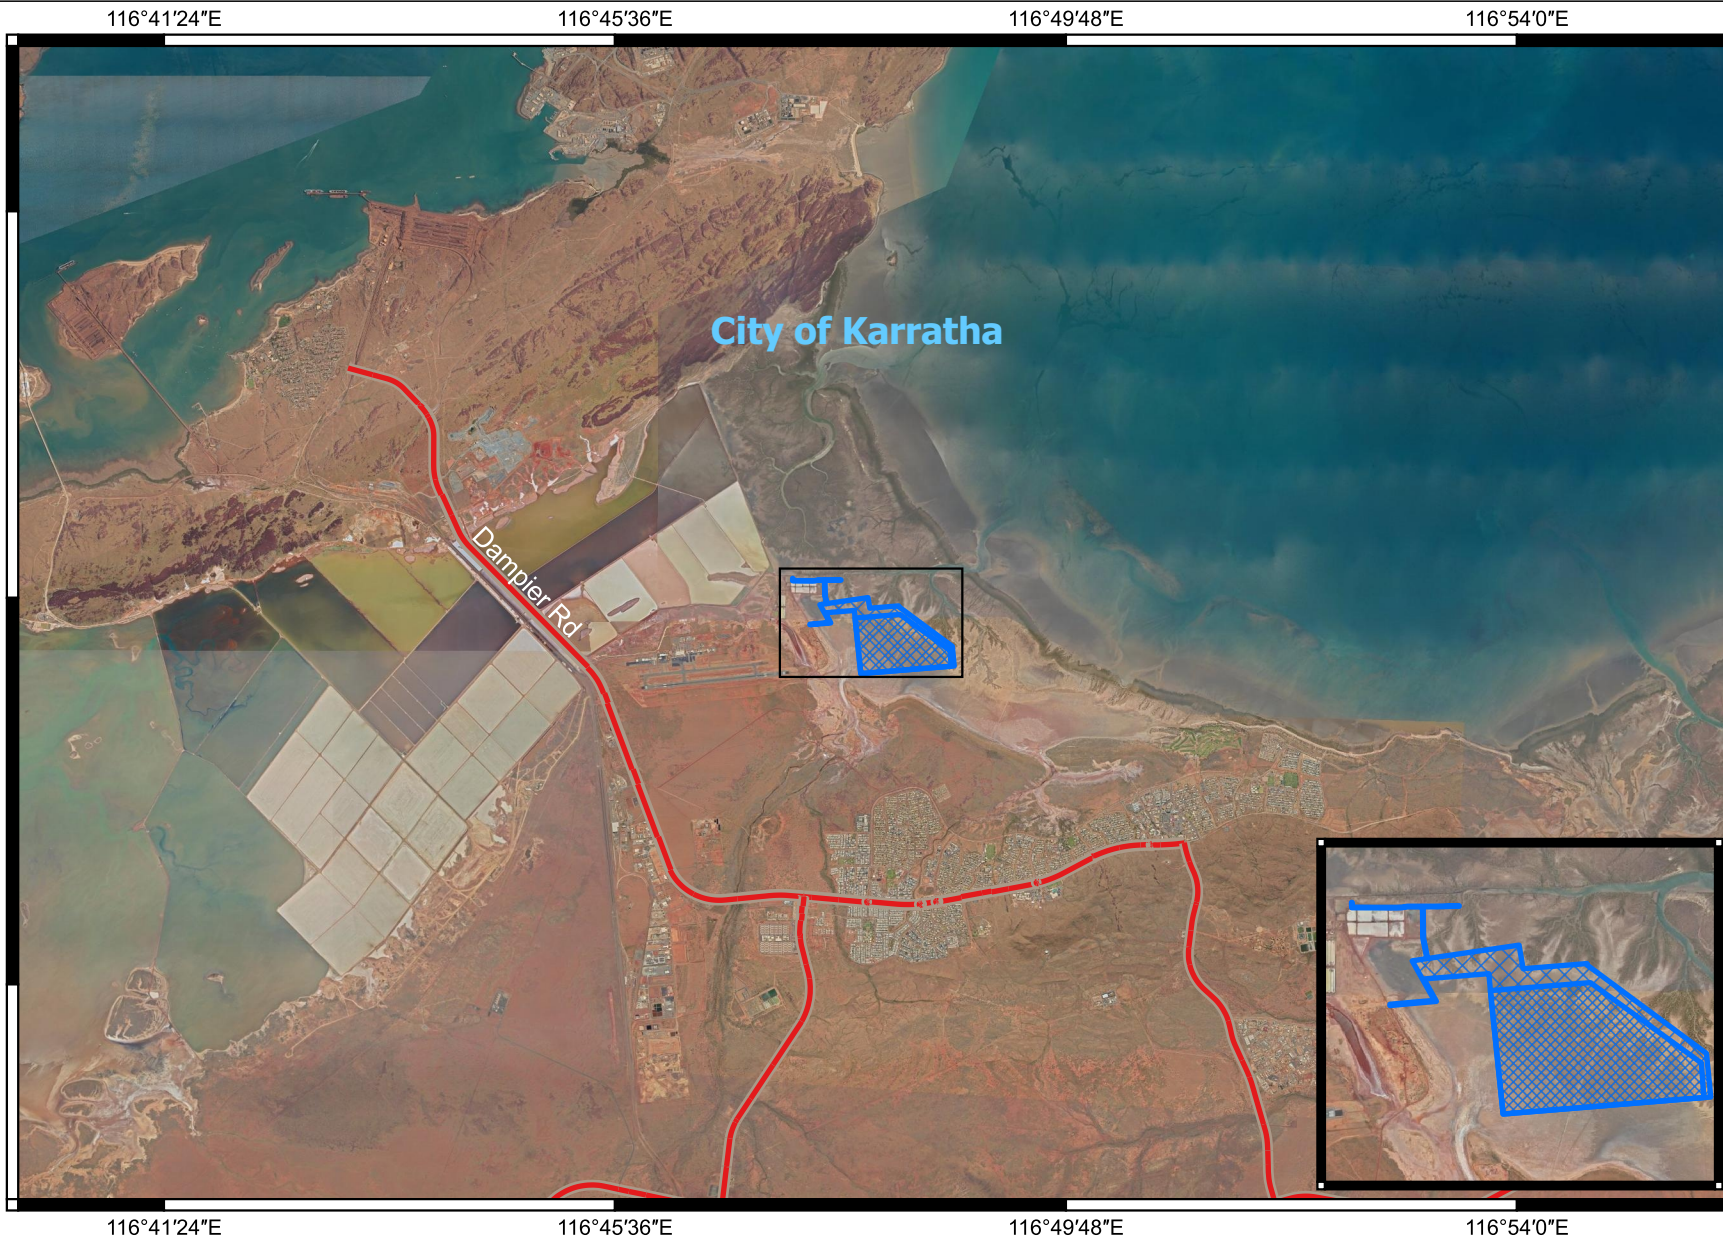 116°41′24″E 116°45′36″E 116°49′48″E 116°54′0″E
City of Karratha
Dampier Rd
116°41′24″E 116°45′36″E 116°49′48″E 116°54′0″E